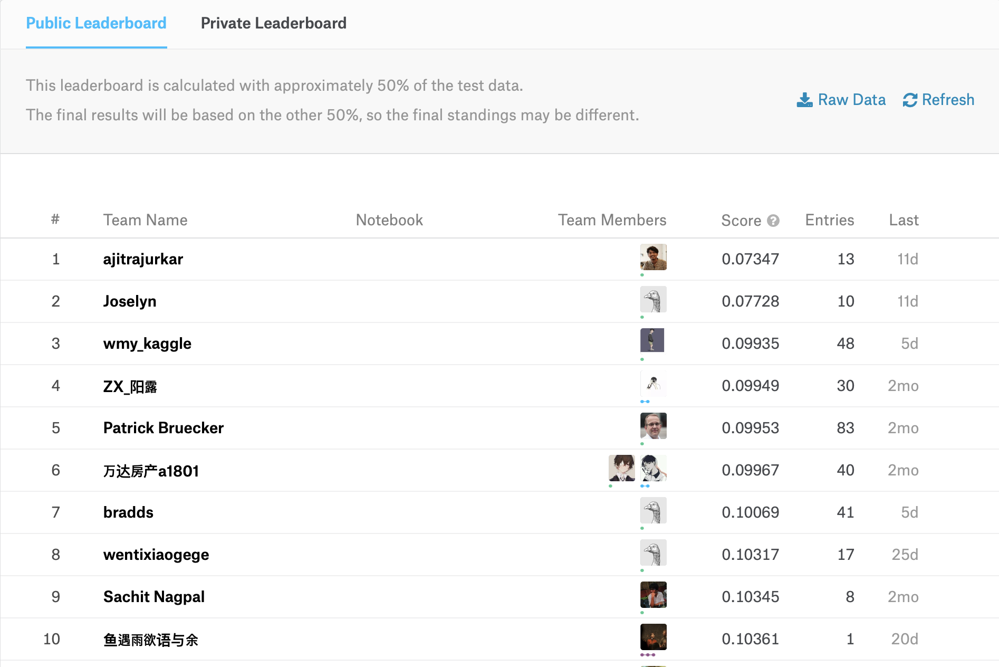 Public Leaderboard Private Leaderboard
This leaderboard is calculated with approximately 50% of the test data.
The final results will be based on the other 50%, so the final standings may be different.
Raw Data Refresh
# Team Name Notebook Team Members Score ? Entries Last
1 ajitrajurkar 0.07347 13 11d
2 Joselyn 0.07728 10 11d
3 wmy_kaggle 0.09935 48 5d
4 ZX_阳露 0.09949 30 2mo
5 Patrick Bruecker 0.09953 83 2mo
6 万达房产a1801 0.09967 40 2mo
7 bradds 0.10069 41 5d
8 wentixiaogege 0.10317 17 25d
9 Sachit Nagpal 0.10345 8 2mo
10 鱼遇雨欲语与余 0.10361 1 20d